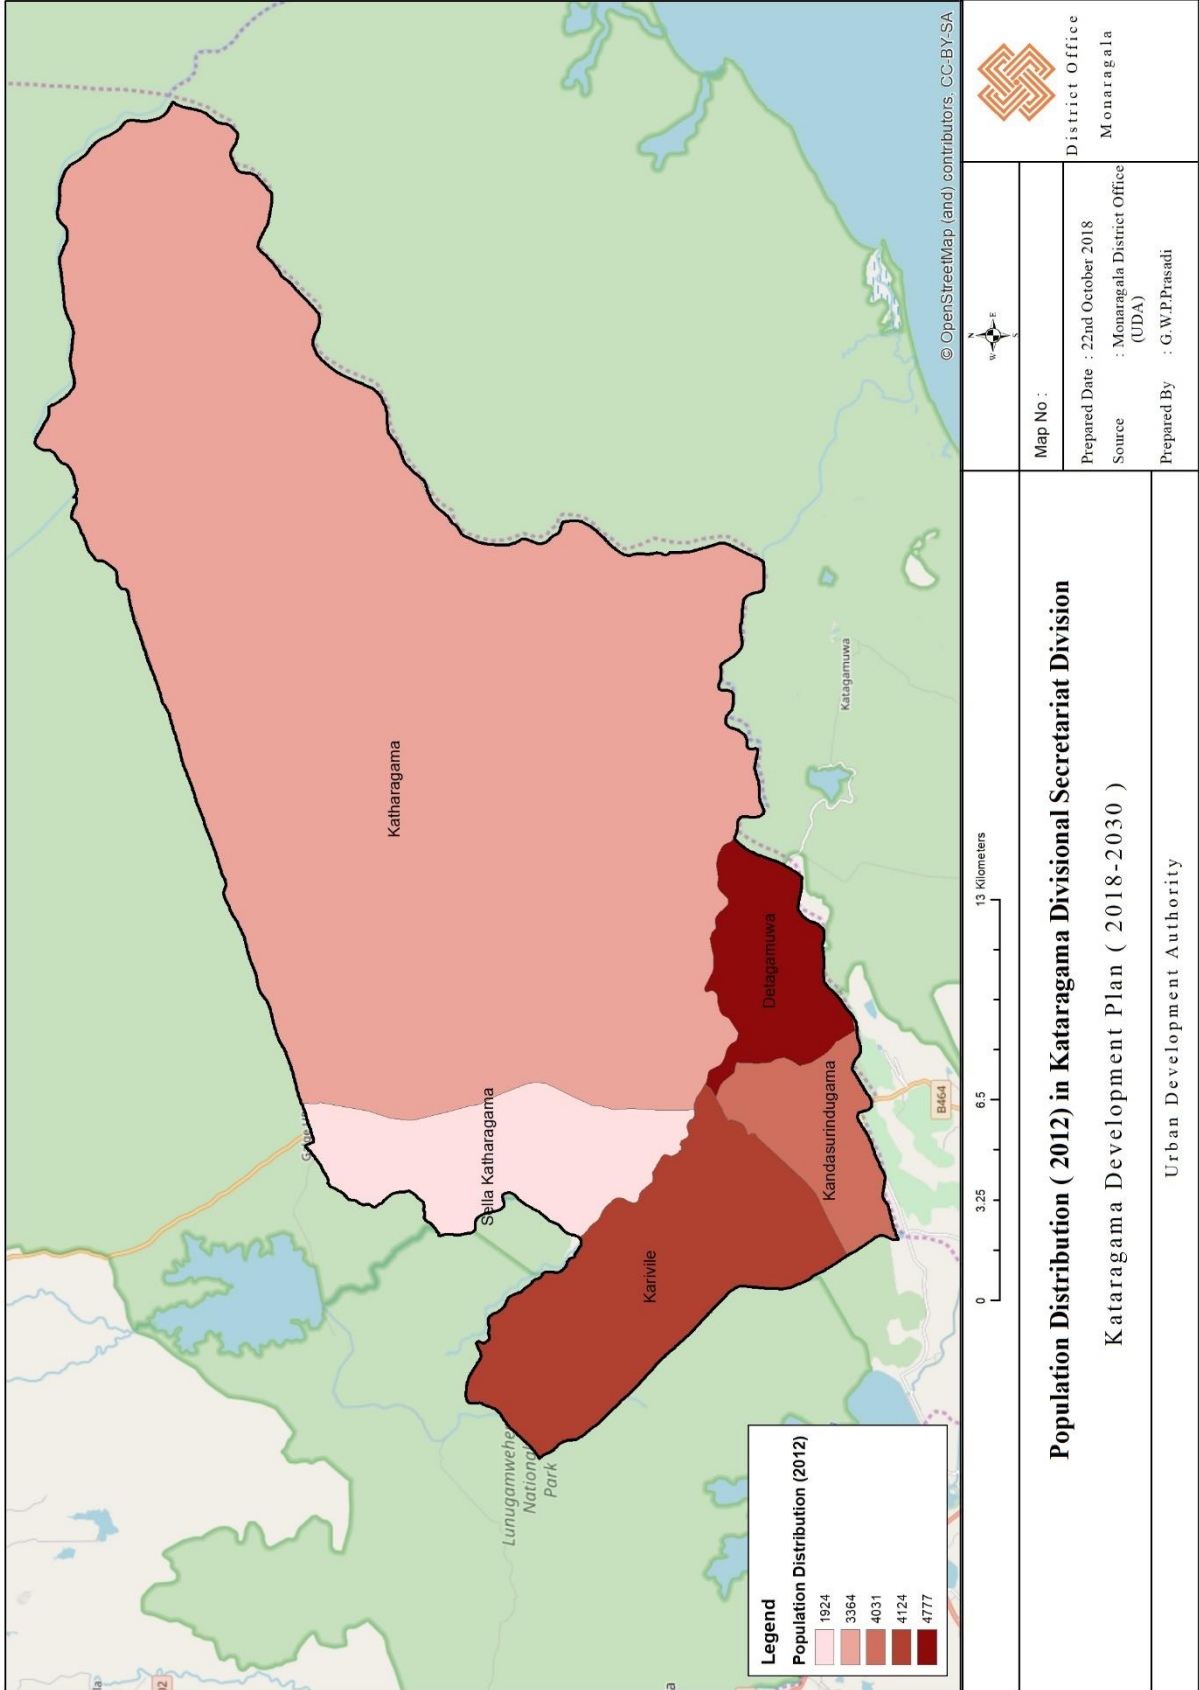 Katharagama
Sella Katharagama
Karivile
Detagamuwa
Kandasurindugama
Katagamuwa
B464
Lunugamwehe
National
Park
© OpenStreetMap (and) contributors, CC-BY-SA
Legend
Population Distribution (2012)
1924
3364
4031
4124
4777
0 3.25 6.5 13 Kilometers
Population Distribution ( 2012) in Kataragama Divisional Secretariat Division
Kataragama Development Plan ( 2018-2030 )
Urban Development Authority
N
W E
S
Map No :
Prepared Date : 22nd October 2018
Source : Monaragala District Office
(UDA)
Prepared By : G.W.P.Prasadi
District Office
Monaragala